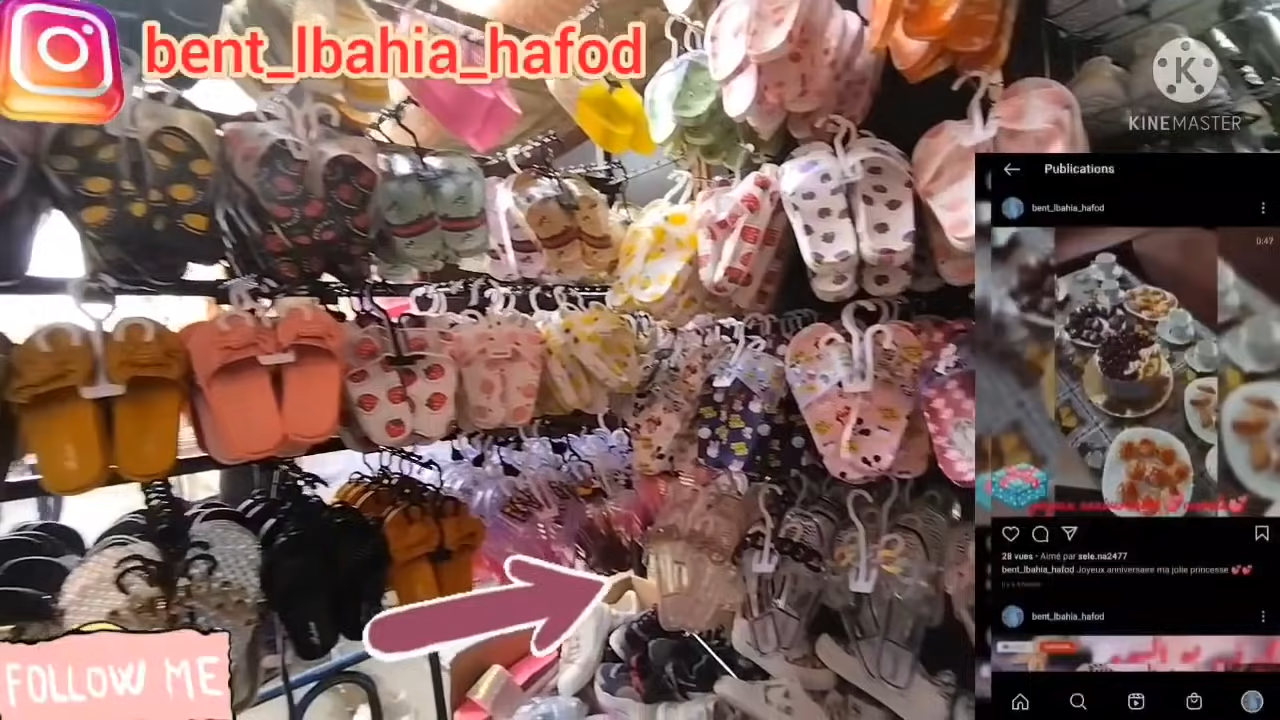 bent_lbahia_hafod
KINEMASTER
Publications
bent_lbahia_hafod
0:47
28 vues · Aimé par sele.na2477
bent_lbahia_hafod Joyeux anniversaire ma jolie princesse 💕💕
bent_lbahia_hafod
FOLLOW ME